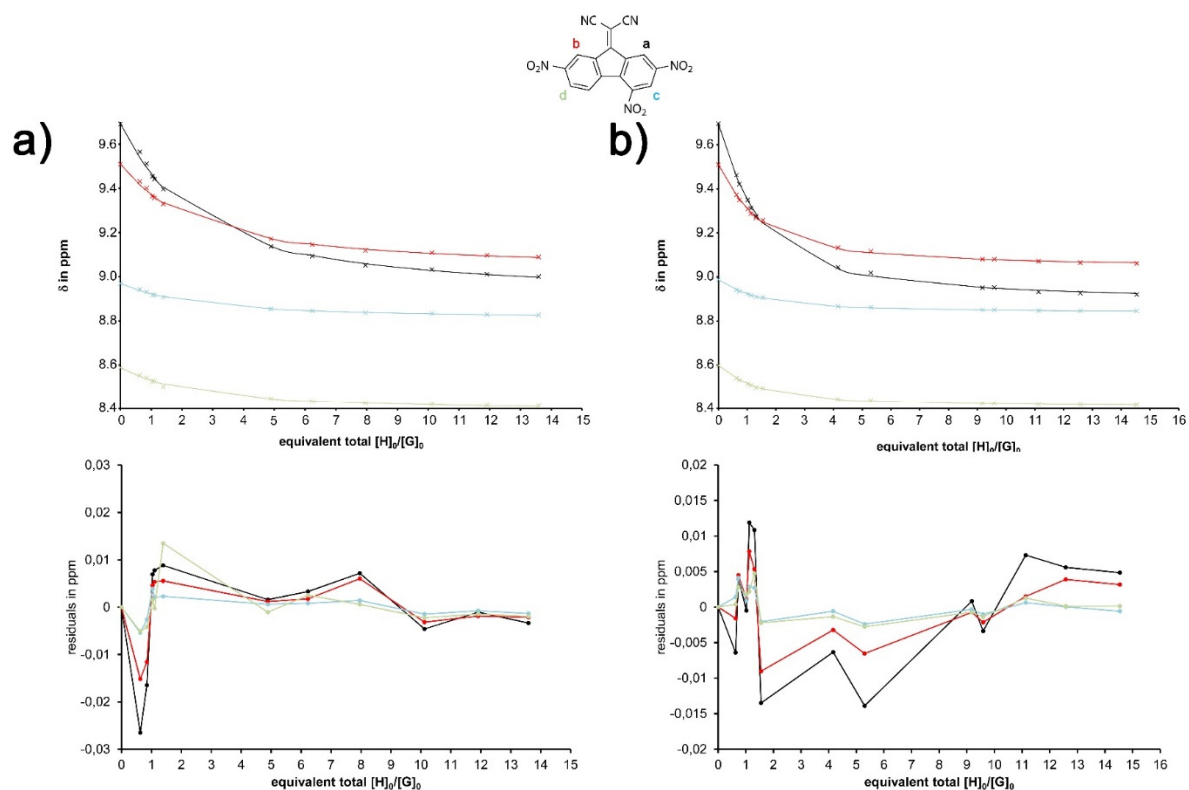 NC CN
b a
O₂N NO₂
d c
NO₂
a)
9.6
9.4
9.2
9.0
8.8
8.6
8.4
δ in ppm
0 1 2 3 4 5 6 7 8 9 10 11 12 13 14 15
equivalent total [H]₀/[G]₀
b)
9.6
9.4
9.2
9.0
8.8
8.6
8.4
δ in ppm
0 1 2 3 4 5 6 7 8 9 10 11 12 13 14 15 16
equivalent total [H]₀/[G]₀
0,03
0,02
0,01
0
-0,01
-0,02
-0,03
residuals in ppm
0 1 2 3 4 5 6 7 8 9 10 11 12 13 14 15
equivalent total [H]₀/[G]₀
0,02
0,015
0,01
0,005
0
-0,005
-0,01
-0,015
-0,02
residuals in ppm
0 1 2 3 4 5 6 7 8 9 10 11 12 13 14 15 16
equivalent total [H]₀/[G]₀